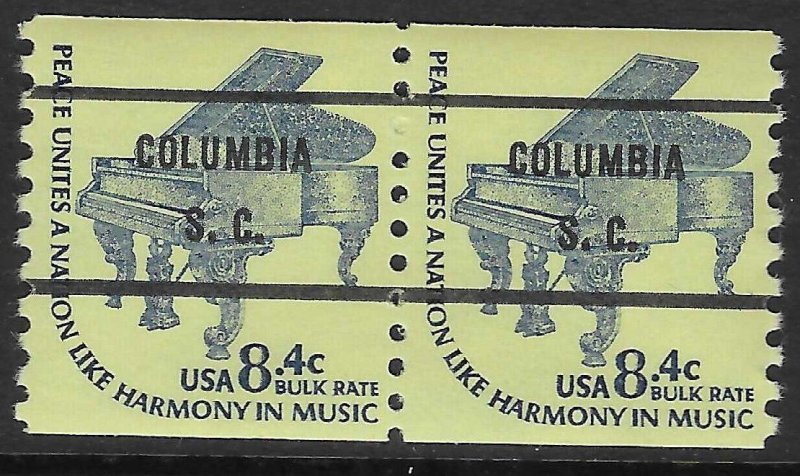 PEACE UNITES A NATION LIKE HARMONY IN MUSIC
COLUMBIA
S. C.
USA 8.4c
BULK RATE
PEACE UNITES A NATION LIKE HARMONY IN MUSIC
COLUMBIA
S. C.
USA 8.4c
BULK RATE